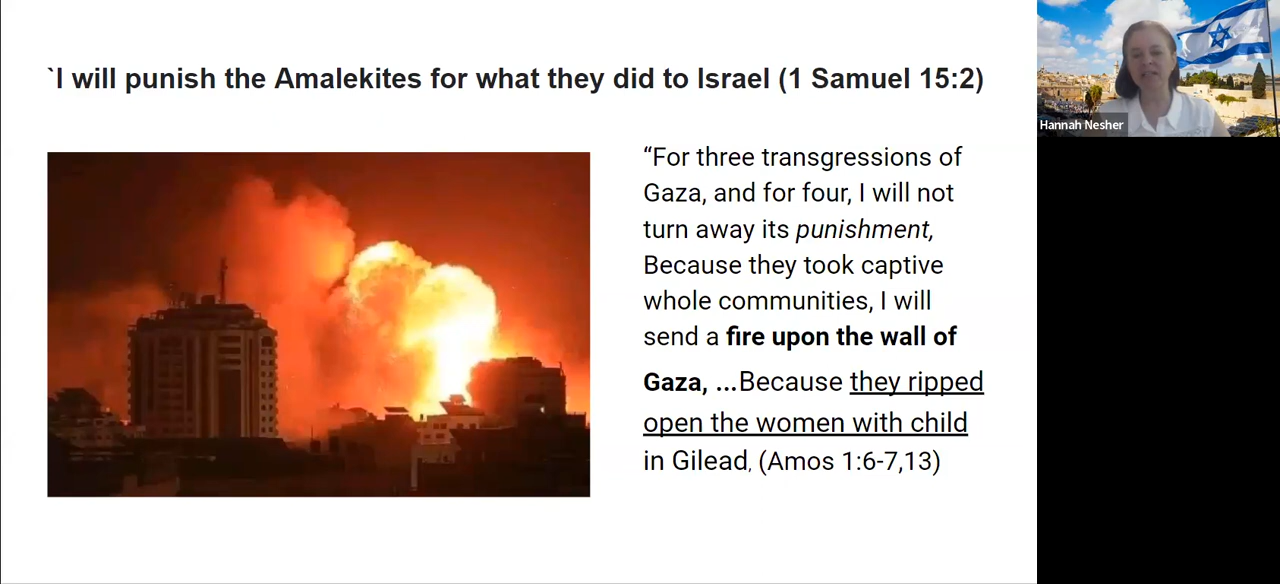 `I will punish the Amalekites for what they did to Israel (1 Samuel 15:2)
“For three transgressions of
Gaza, and for four, I will not
turn away its punishment,
Because they took captive
whole communities, I will
send a fire upon the wall of
Gaza, ...Because they ripped
open the women with child
in Gilead, (Amos 1:6-7,13)
Hannah Nesher